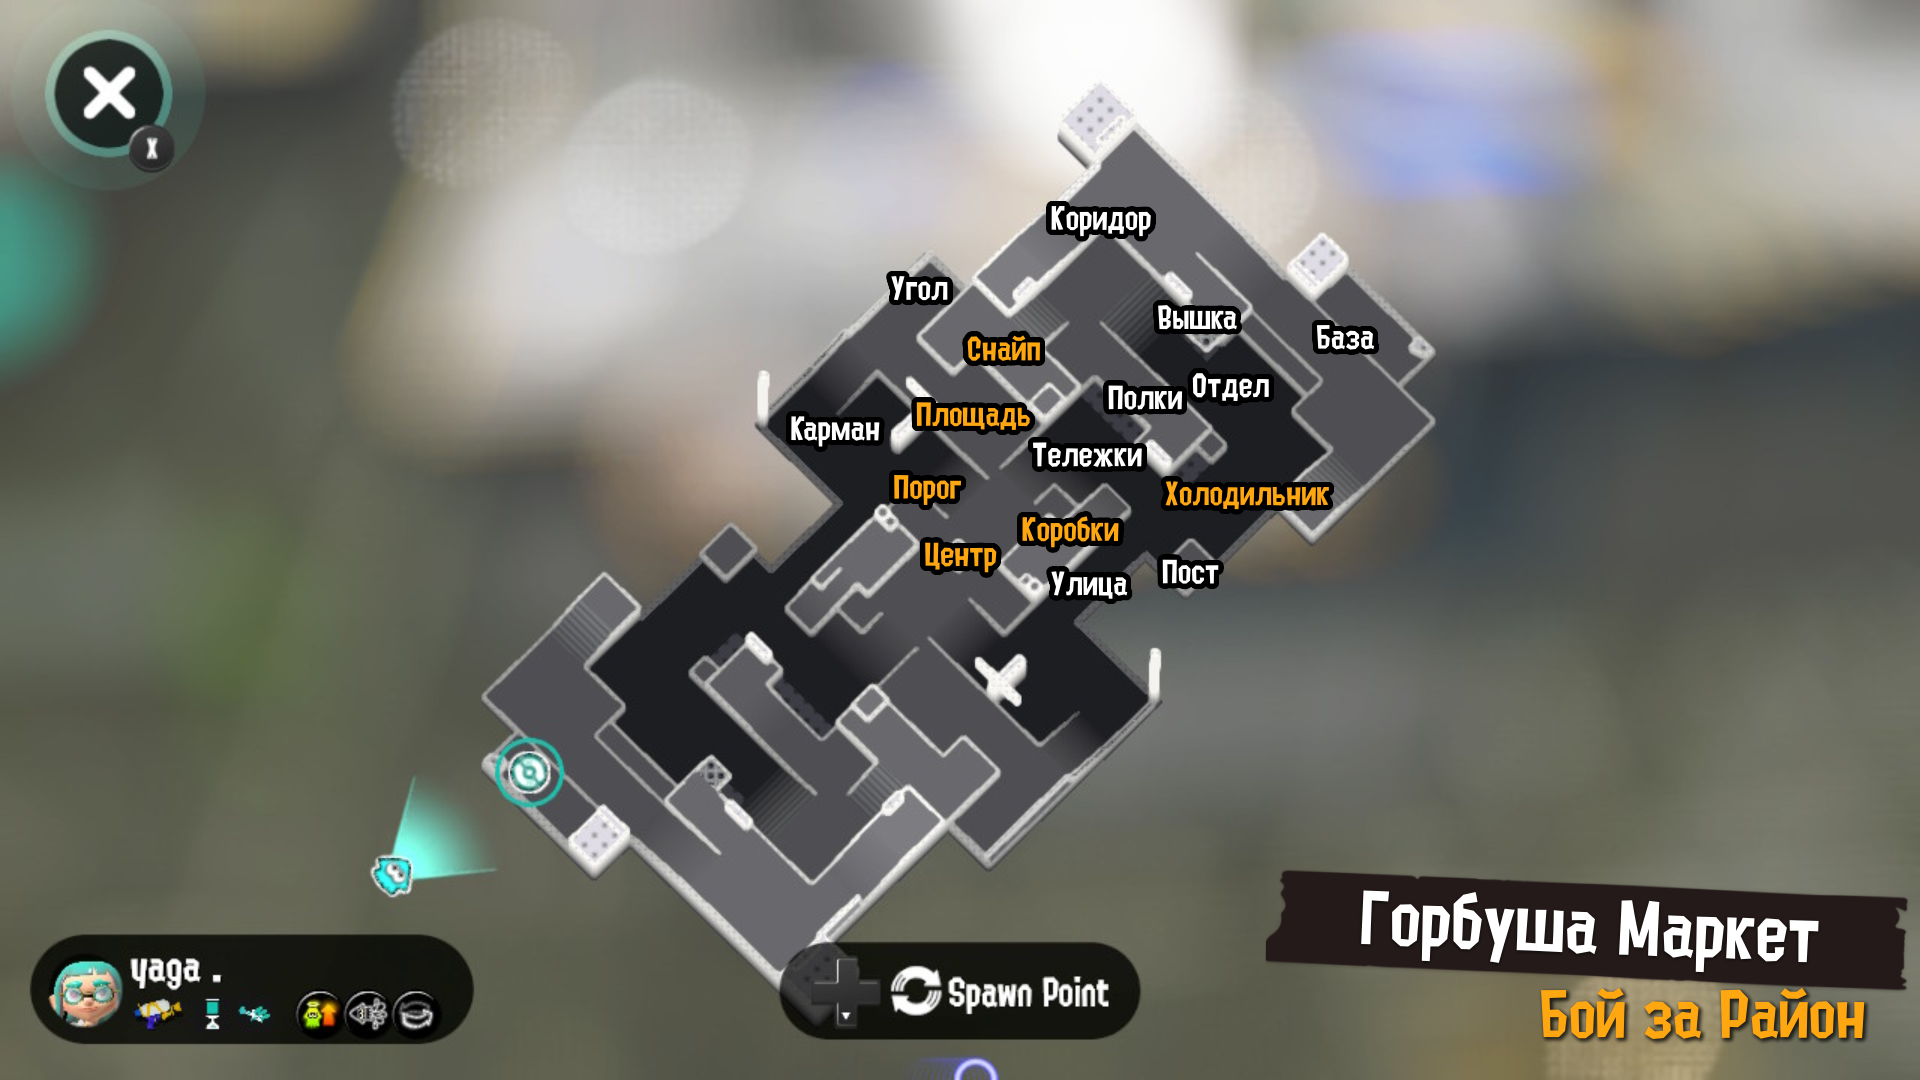 X
Коридор
Угол
Вышка
База
Снайп
Отдел
Полки
Площадь
Карман
Тележки
Порог
Холодильник
Коробки
Центр
Пост
Улица
yaga .
Spawn Point
Горбуша Маркет
Бой за Район